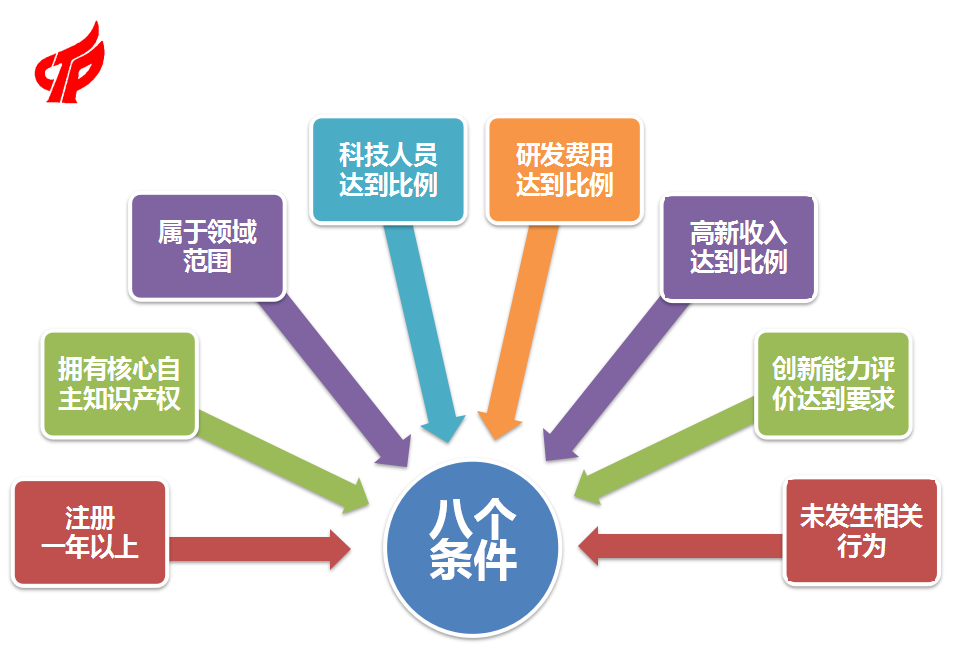 科技人员
达到比例
研发费用
达到比例
属于领域
范围
高新收入
达到比例
拥有核心自
主知识产权
创新能力评
价达到要求
注册
一年以上
八个
条件
未发生相关
行为